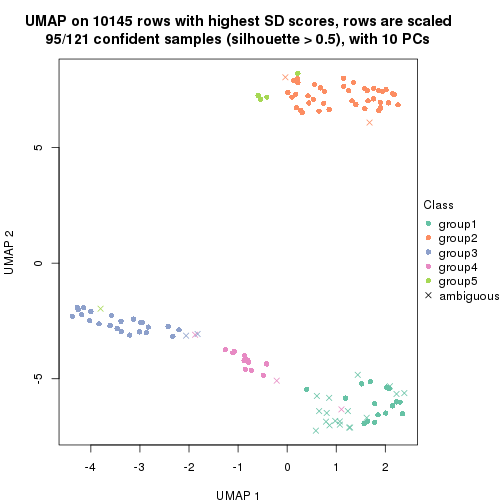 UMAP on 10145 rows with highest SD scores, rows are scaled
95/121 confident samples (silhouette > 0.5), with 10 PCs
5
0
-5
UMAP 2
-4
-3
-2
-1
0
1
2
UMAP 1
Class
group1
group2
group3
group4
group5
ambiguous